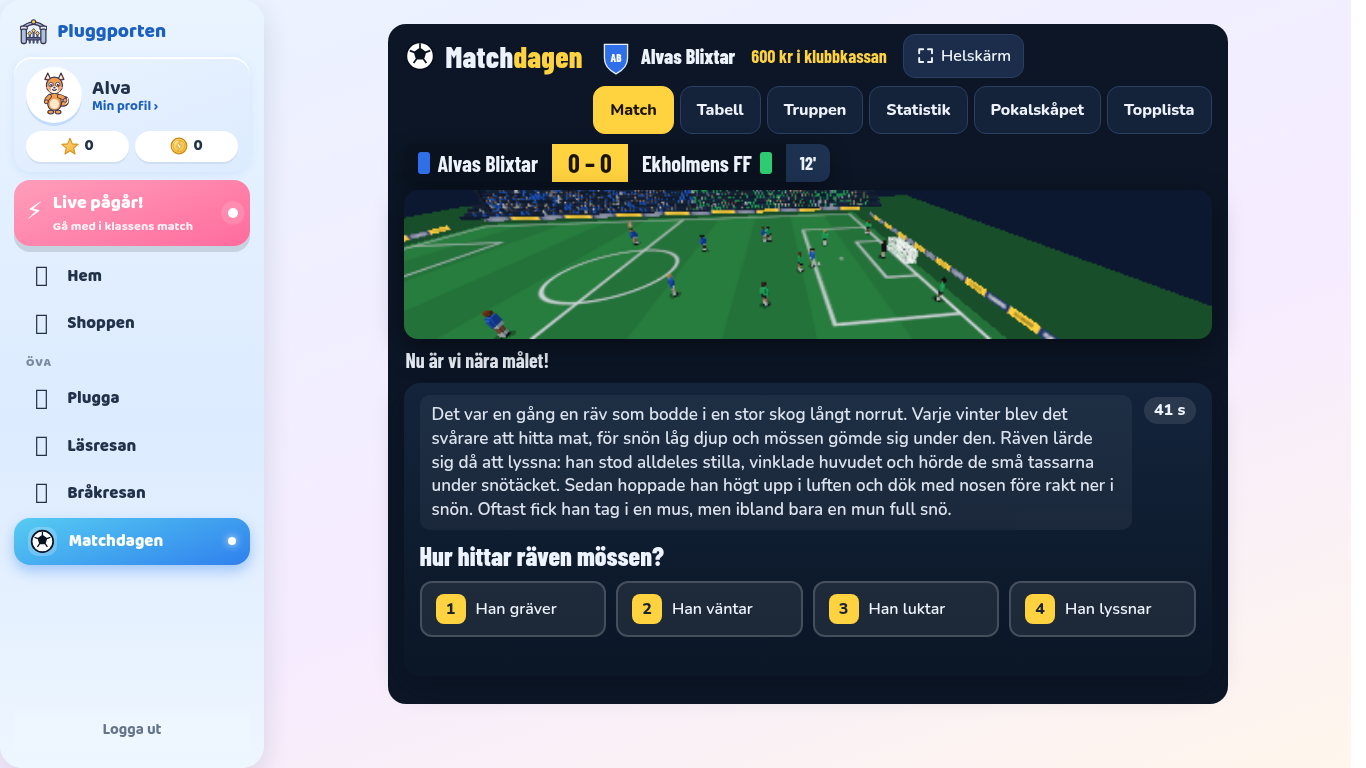 Pluggporten
Alva
Min profil ›
0
0
Live pågår!
Gå med i klassens match
Hem
Shoppen
ÖVA
Plugga
Läsresan
Bråkresan
Matchdagen
Logga ut
Matchdagen
AB
Alvas Blixtar
600 kr i klubbkassan
Helskärm
Match
Tabell
Truppen
Statistik
Pokalskåpet
Topplista
Alvas Blixtar
0 – 0
Ekholmens FF
12'
Nu är vi nära målet!
Det var en gång en räv som bodde i en stor skog långt norrut. Varje vinter blev det
svårare att hitta mat, för snön låg djup och mössen gömde sig under den. Räven lärde
sig då att lyssna: han stod alldeles stilla, vinklade huvudet och hörde de små tassarna
under snötäcket. Sedan hoppade han högt upp i luften och dök med nosen före rakt ner i
snön. Oftast fick han tag i en mus, men ibland bara en mun full snö.
41 s
Hur hittar räven mössen?
1 Han gräver
2 Han väntar
3 Han luktar
4 Han lyssnar